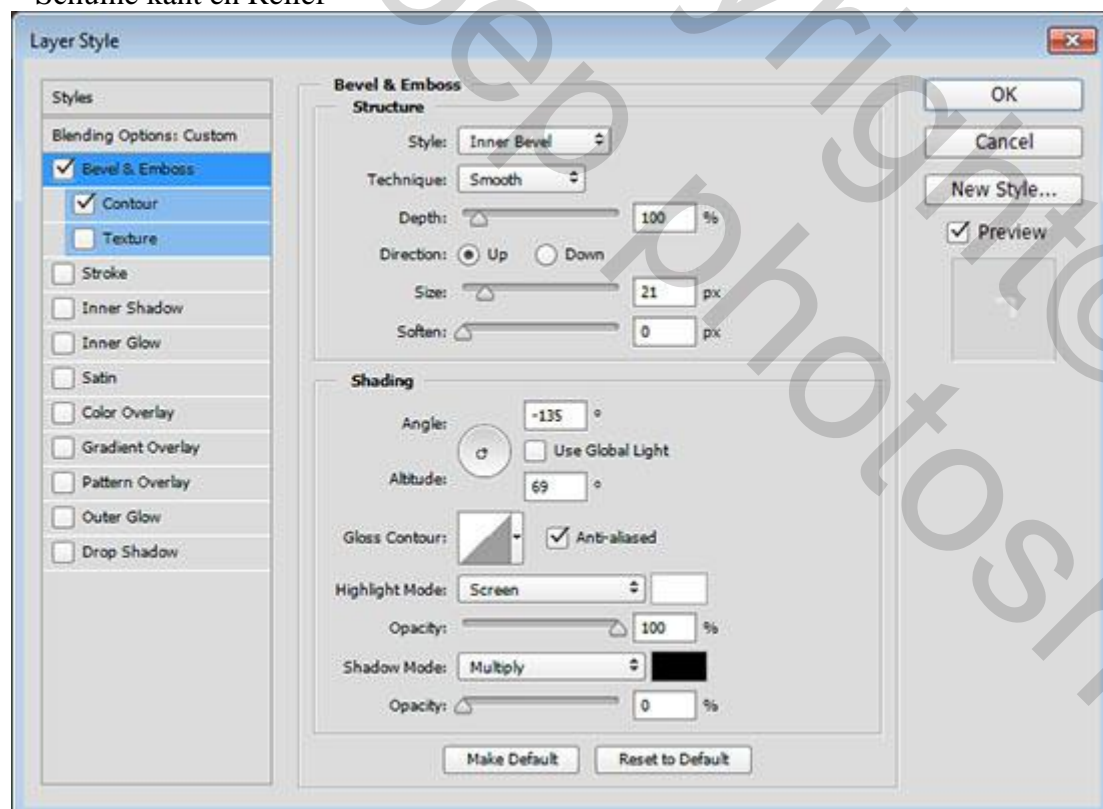 Schuine kant en Reliëf
Layer Style
Styles
Blending Options: Custom
Bevel & Emboss
Contour
Texture
Stroke
Inner Shadow
Inner Glow
Satin
Color Overlay
Gradient Overlay
Pattern Overlay
Outer Glow
Drop Shadow
Bevel & Emboss
Structure
Style: Inner Bevel
Technique: Smooth
Depth: 100 %
Direction: Up Down
Size: 21 px
Soften: 0 px
Shading
Angle: -135 °
Use Global Light
Altitude: 69 °
Gloss Contour: Anti-aliased
Highlight Mode: Screen
Opacity: 100 %
Shadow Mode: Multiply
Opacity: 0 %
Make Default Reset to Default
OK
Cancel
New Style...
Preview